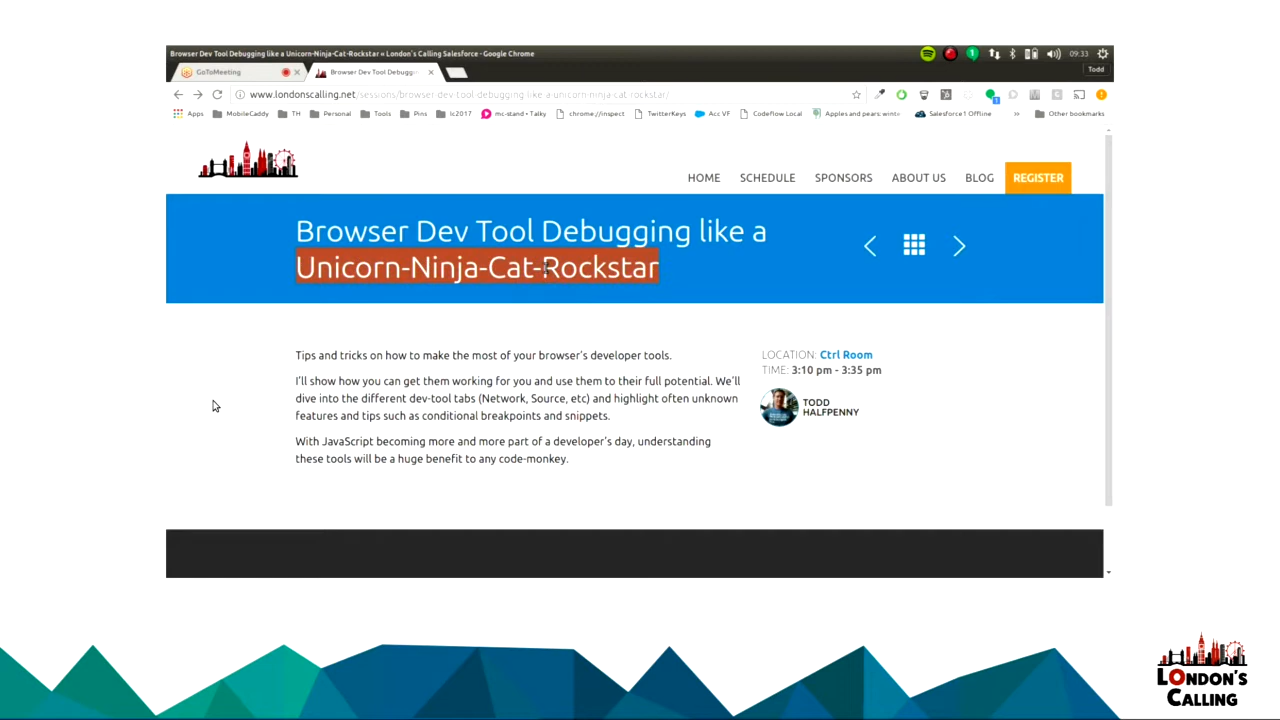 Browser Dev Tool Debugging like a Unicorn-Ninja-Cat-Rockstar « London's Calling Salesforce - Google Chrome
09:33
GoToMeeting
Browser Dev Tool Debugg
Todd
www.londonscalling.net/sessions/browser-dev-tool-debugging-like-a-unicorn-ninja-cat-rockstar/
Apps MobileCaddy TH Personal Tools Pins lc2017 mc-stand • Talky chrome://inspect TwitterKeys Acc VF Codeflow Local Apples and pears: wint Salesforce1 Offline » Other bookmarks
HOME SCHEDULE SPONSORS ABOUT US BLOG REGISTER
Browser Dev Tool Debugging like a
Unicorn-Ninja-Cat-Rockstar
Tips and tricks on how to make the most of your browser's developer tools.
I'll show how you can get them working for you and use them to their full potential. We'll
dive into the different dev-tool tabs (Network, Source, etc) and highlight often unknown
features and tips such as conditional breakpoints and snippets.
With JavaScript becoming more and more part of a developer's day, understanding
these tools will be a huge benefit to any code-monkey.
LOCATION: Ctrl Room
TIME: 3:10 pm - 3:35 pm
TODD
HALFPENNY
LONDON'S
CALLING